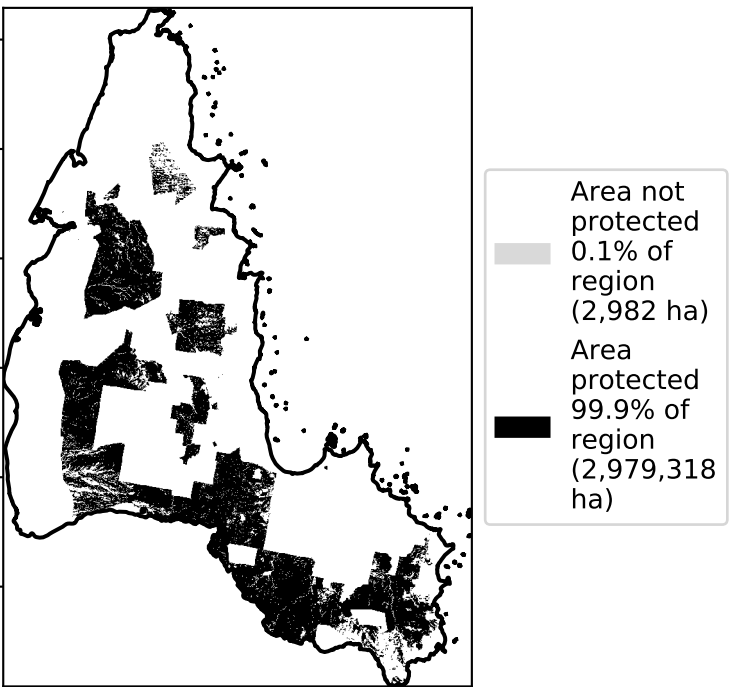 Area not
protected
0.1% of
region
(2,982 ha)
Area
protected
99.9% of
region
(2,979,318
ha)